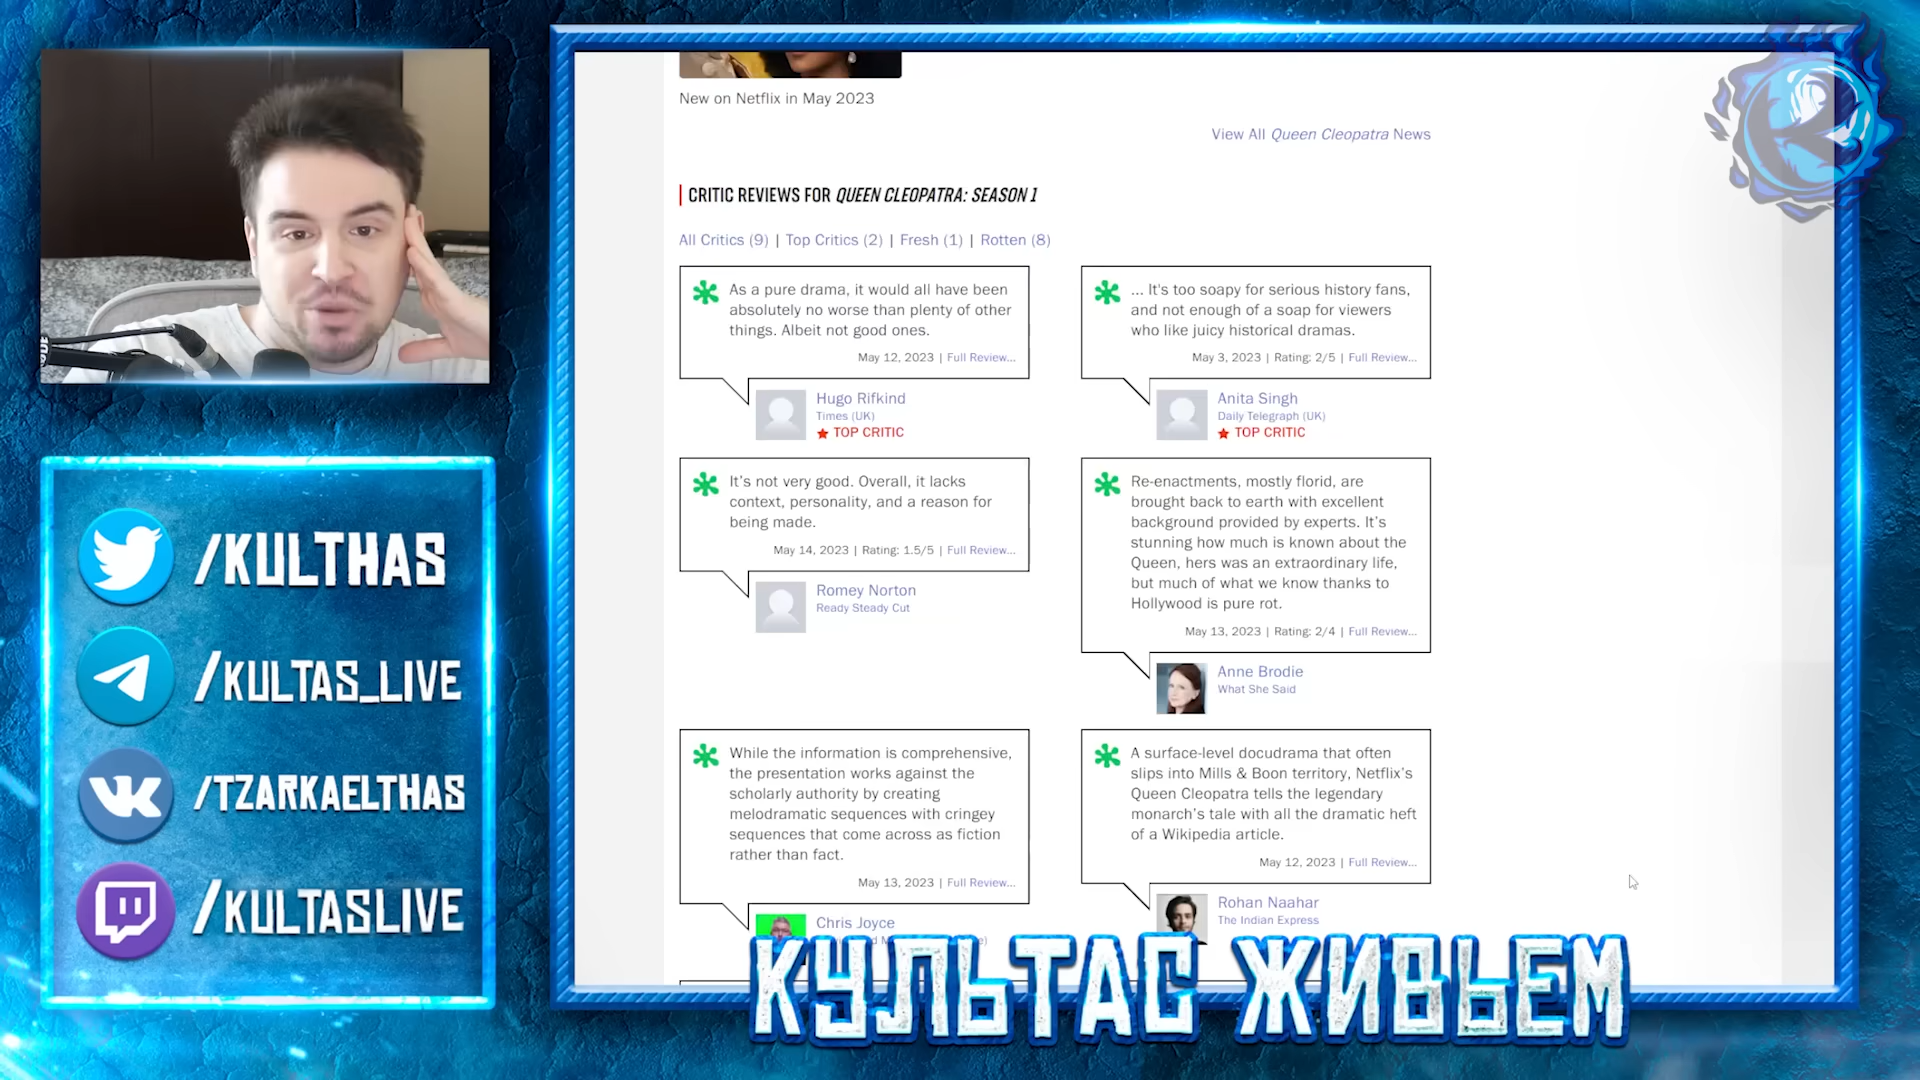 New on Netflix in May 2023
View All Queen Cleopatra News
CRITIC REVIEWS FOR QUEEN CLEOPATRA: SEASON 1
All Critics (9) | Top Critics (2) | Fresh (1) | Rotten (8)
As a pure drama, it would all have been
absolutely no worse than plenty of other
things. Albeit not good ones.
May 12, 2023 | Full Review...
Hugo Rifkind
Times (UK)
TOP CRITIC
... It's too soapy for serious history fans,
and not enough of a soap for viewers
who like juicy historical dramas.
May 3, 2023 | Rating: 2/5 | Full Review...
Anita Singh
Daily Telegraph (UK)
TOP CRITIC
It's not very good. Overall, it lacks
context, personality, and a reason for
being made.
May 14, 2023 | Rating: 1.5/5 | Full Review...
Romey Norton
Ready Steady Cut
Re-enactments, mostly florid, are
brought back to earth with excellent
background provided by experts. It's
stunning how much is known about the
Queen, hers was an extraordinary life,
but much of what we know thanks to
Hollywood is pure rot.
May 13, 2023 | Rating: 2/4 | Full Review...
Anne Brodie
What She Said
While the information is comprehensive,
the presentation works against the
scholarly authority by creating
melodramatic sequences with cringey
sequences that come across as fiction
rather than fact.
May 13, 2023 | Full Review...
Chris Joyce
A surface-level docudrama that often
slips into Mills & Boon territory, Netflix's
Queen Cleopatra tells the legendary
monarch's tale with all the dramatic heft
of a Wikipedia article.
May 12, 2023 | Full Review...
Rohan Naahar
The Indian Express
/KULTHAS
/KULTAS_LIVE
/TZARKAELTHAS
/KULTASLIVE
КУЛЬТАС ЖИВЬЕМ